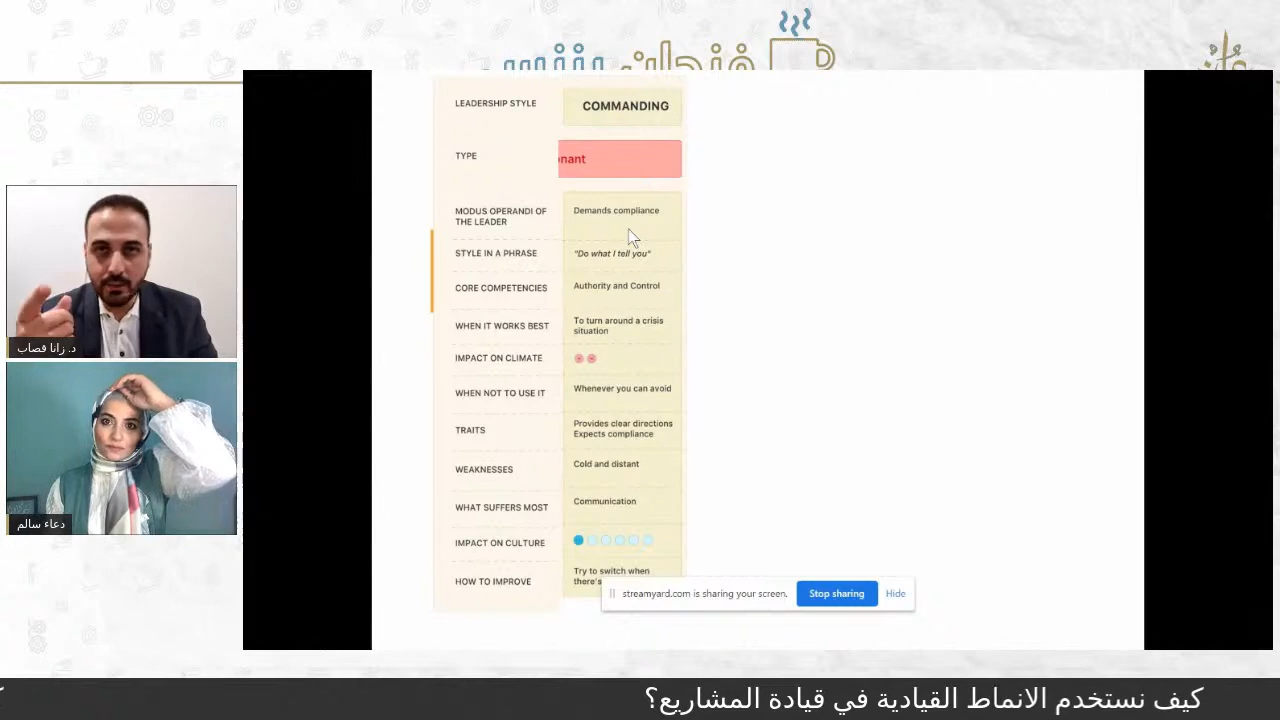 فنجان بزنس
LEADERSHIP STYLE
COMMANDING
TYPE
nant
MODUS OPERANDI OF
THE LEADER
Demands compliance
STYLE IN A PHRASE
"Do what I tell you"
CORE COMPETENCIES
Authority and Control
WHEN IT WORKS BEST
To turn around a crisis
situation
IMPACT ON CLIMATE
WHEN NOT TO USE IT
Whenever you can avoid
TRAITS
Provides clear directions
Expects compliance
WEAKNESSES
Cold and distant
WHAT SUFFERS MOST
Communication
IMPACT ON CULTURE
HOW TO IMPROVE
Try to switch when
there's
streamyard.com is sharing your screen.
Stop sharing
Hide
د. زانا قصاب
دعاء سالم
كيف نستخدم الانماط القيادية في قيادة المشاريع؟